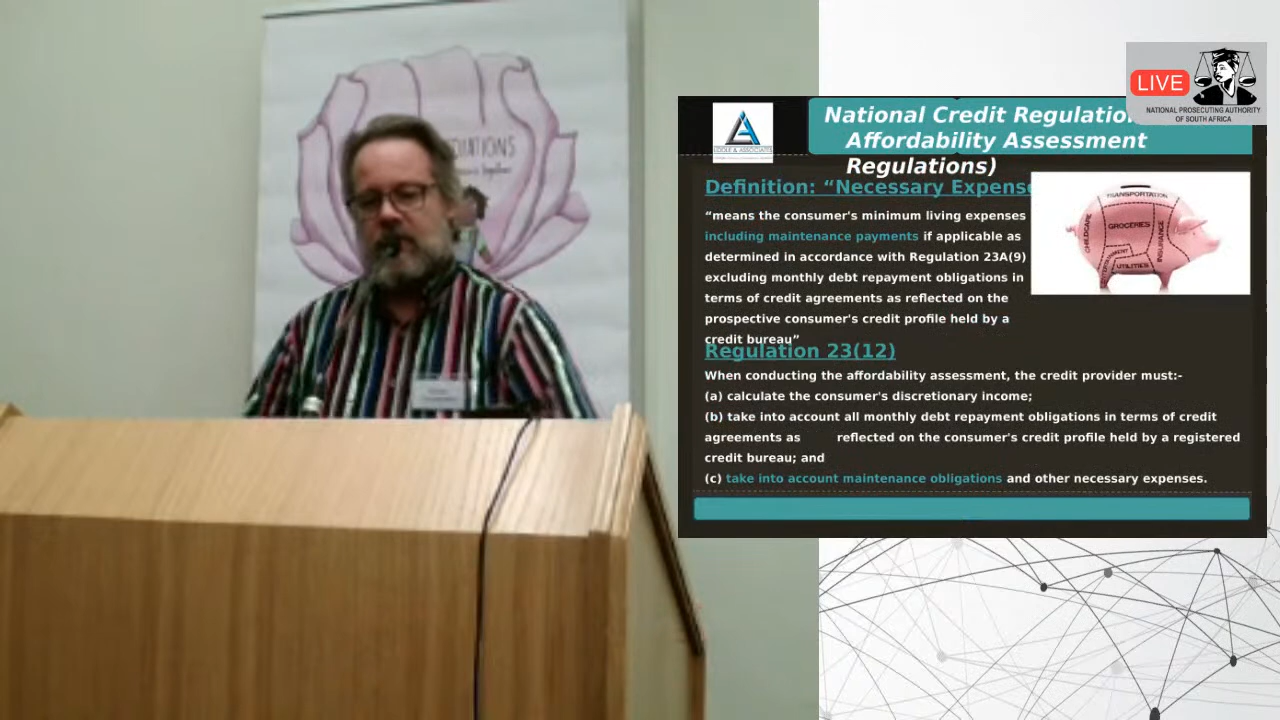 LIVE
NATIONAL PROSECUTING AUTHORITY
OF SOUTH AFRICA
National Credit Regulatio
Affordability Assessment
Regulations)
Definition: “Necessary Expense
“means the consumer's minimum living expenses
including maintenance payments if applicable as
determined in accordance with Regulation 23A(9)
excluding monthly debt repayment obligations in
terms of credit agreements as reflected on the
prospective consumer's credit profile held by a
credit bureau”
TRANSPORTATION
CHILDCARE
GROCERIES
INSURANCE
ENTERTAINMENT
UTILITIES
Regulation 23(12)
When conducting the affordability assessment, the credit provider must:-
(a) calculate the consumer's discretionary income;
(b) take into account all monthly debt repayment obligations in terms of credit
agreements as reflected on the consumer's credit profile held by a registered
credit bureau; and
(c) take into account maintenance obligations and other necessary expenses.